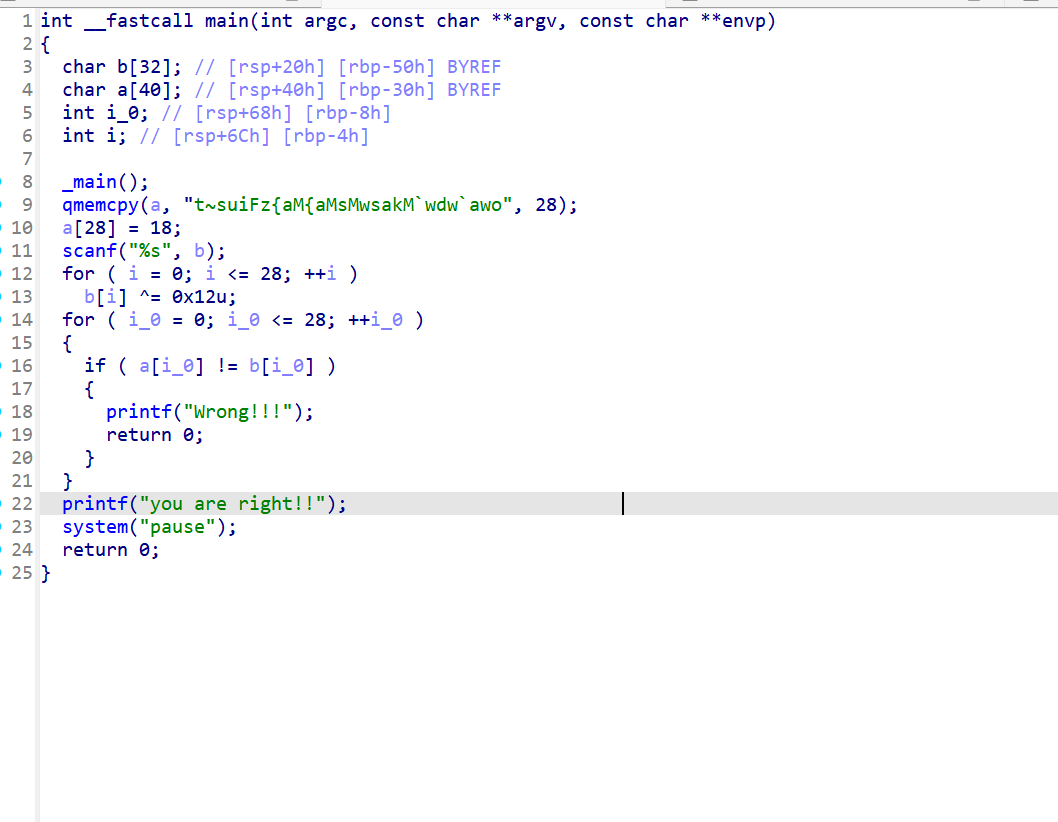 1 int __fastcall main(int argc, const char **argv, const char **envp)
2 {
3   char b[32]; // [rsp+20h] [rbp-50h] BYREF
4   char a[40]; // [rsp+40h] [rbp-30h] BYREF
5   int i_0; // [rsp+68h] [rbp-8h]
6   int i; // [rsp+6Ch] [rbp-4h]
7
8   _main();
9   qmemcpy(a, "t~suiFz{aM{aMsMwsakM`wdw`awo", 28);
10   a[28] = 18;
11   scanf("%s", b);
12   for ( i = 0; i <= 28; ++i )
13     b[i] ^= 0x12u;
14   for ( i_0 = 0; i_0 <= 28; ++i_0 )
15   {
16     if ( a[i_0] != b[i_0] )
17     {
18       printf("Wrong!!!");
19       return 0;
20     }
21   }
22   printf("you are right!!");
23   system("pause");
24   return 0;
25 }